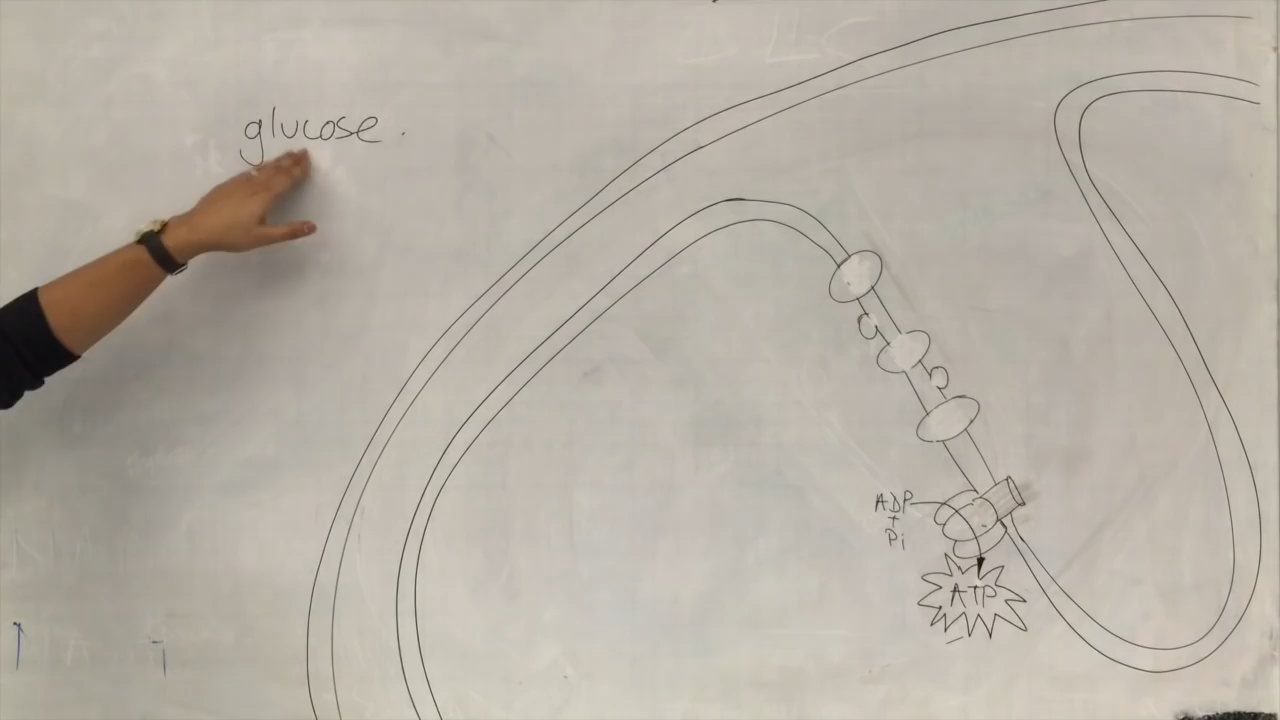 glucose.
ADP
+
Pi
ATP